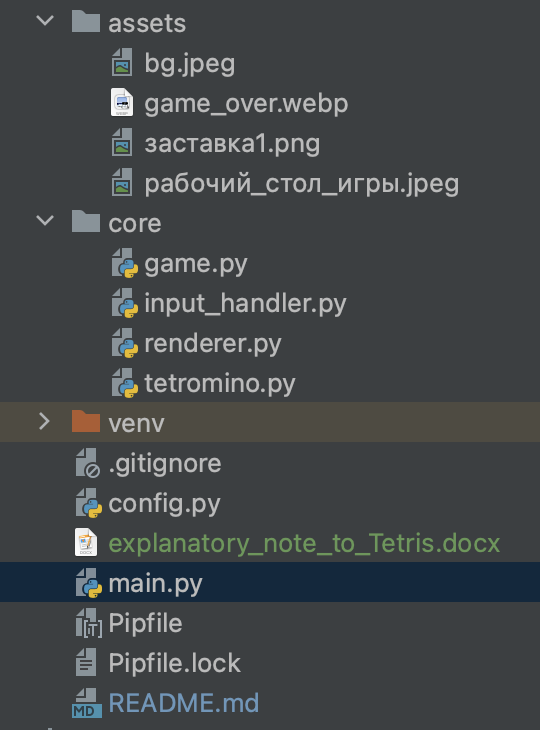 assets
bg.jpeg
game_over.webp
заставка1.png
рабочий_стол_игры.jpeg
core
game.py
input_handler.py
renderer.py
tetromino.py
venv
.gitignore
config.py
explanatory_note_to_Tetris.docx
main.py
Pipfile
Pipfile.lock
README.md